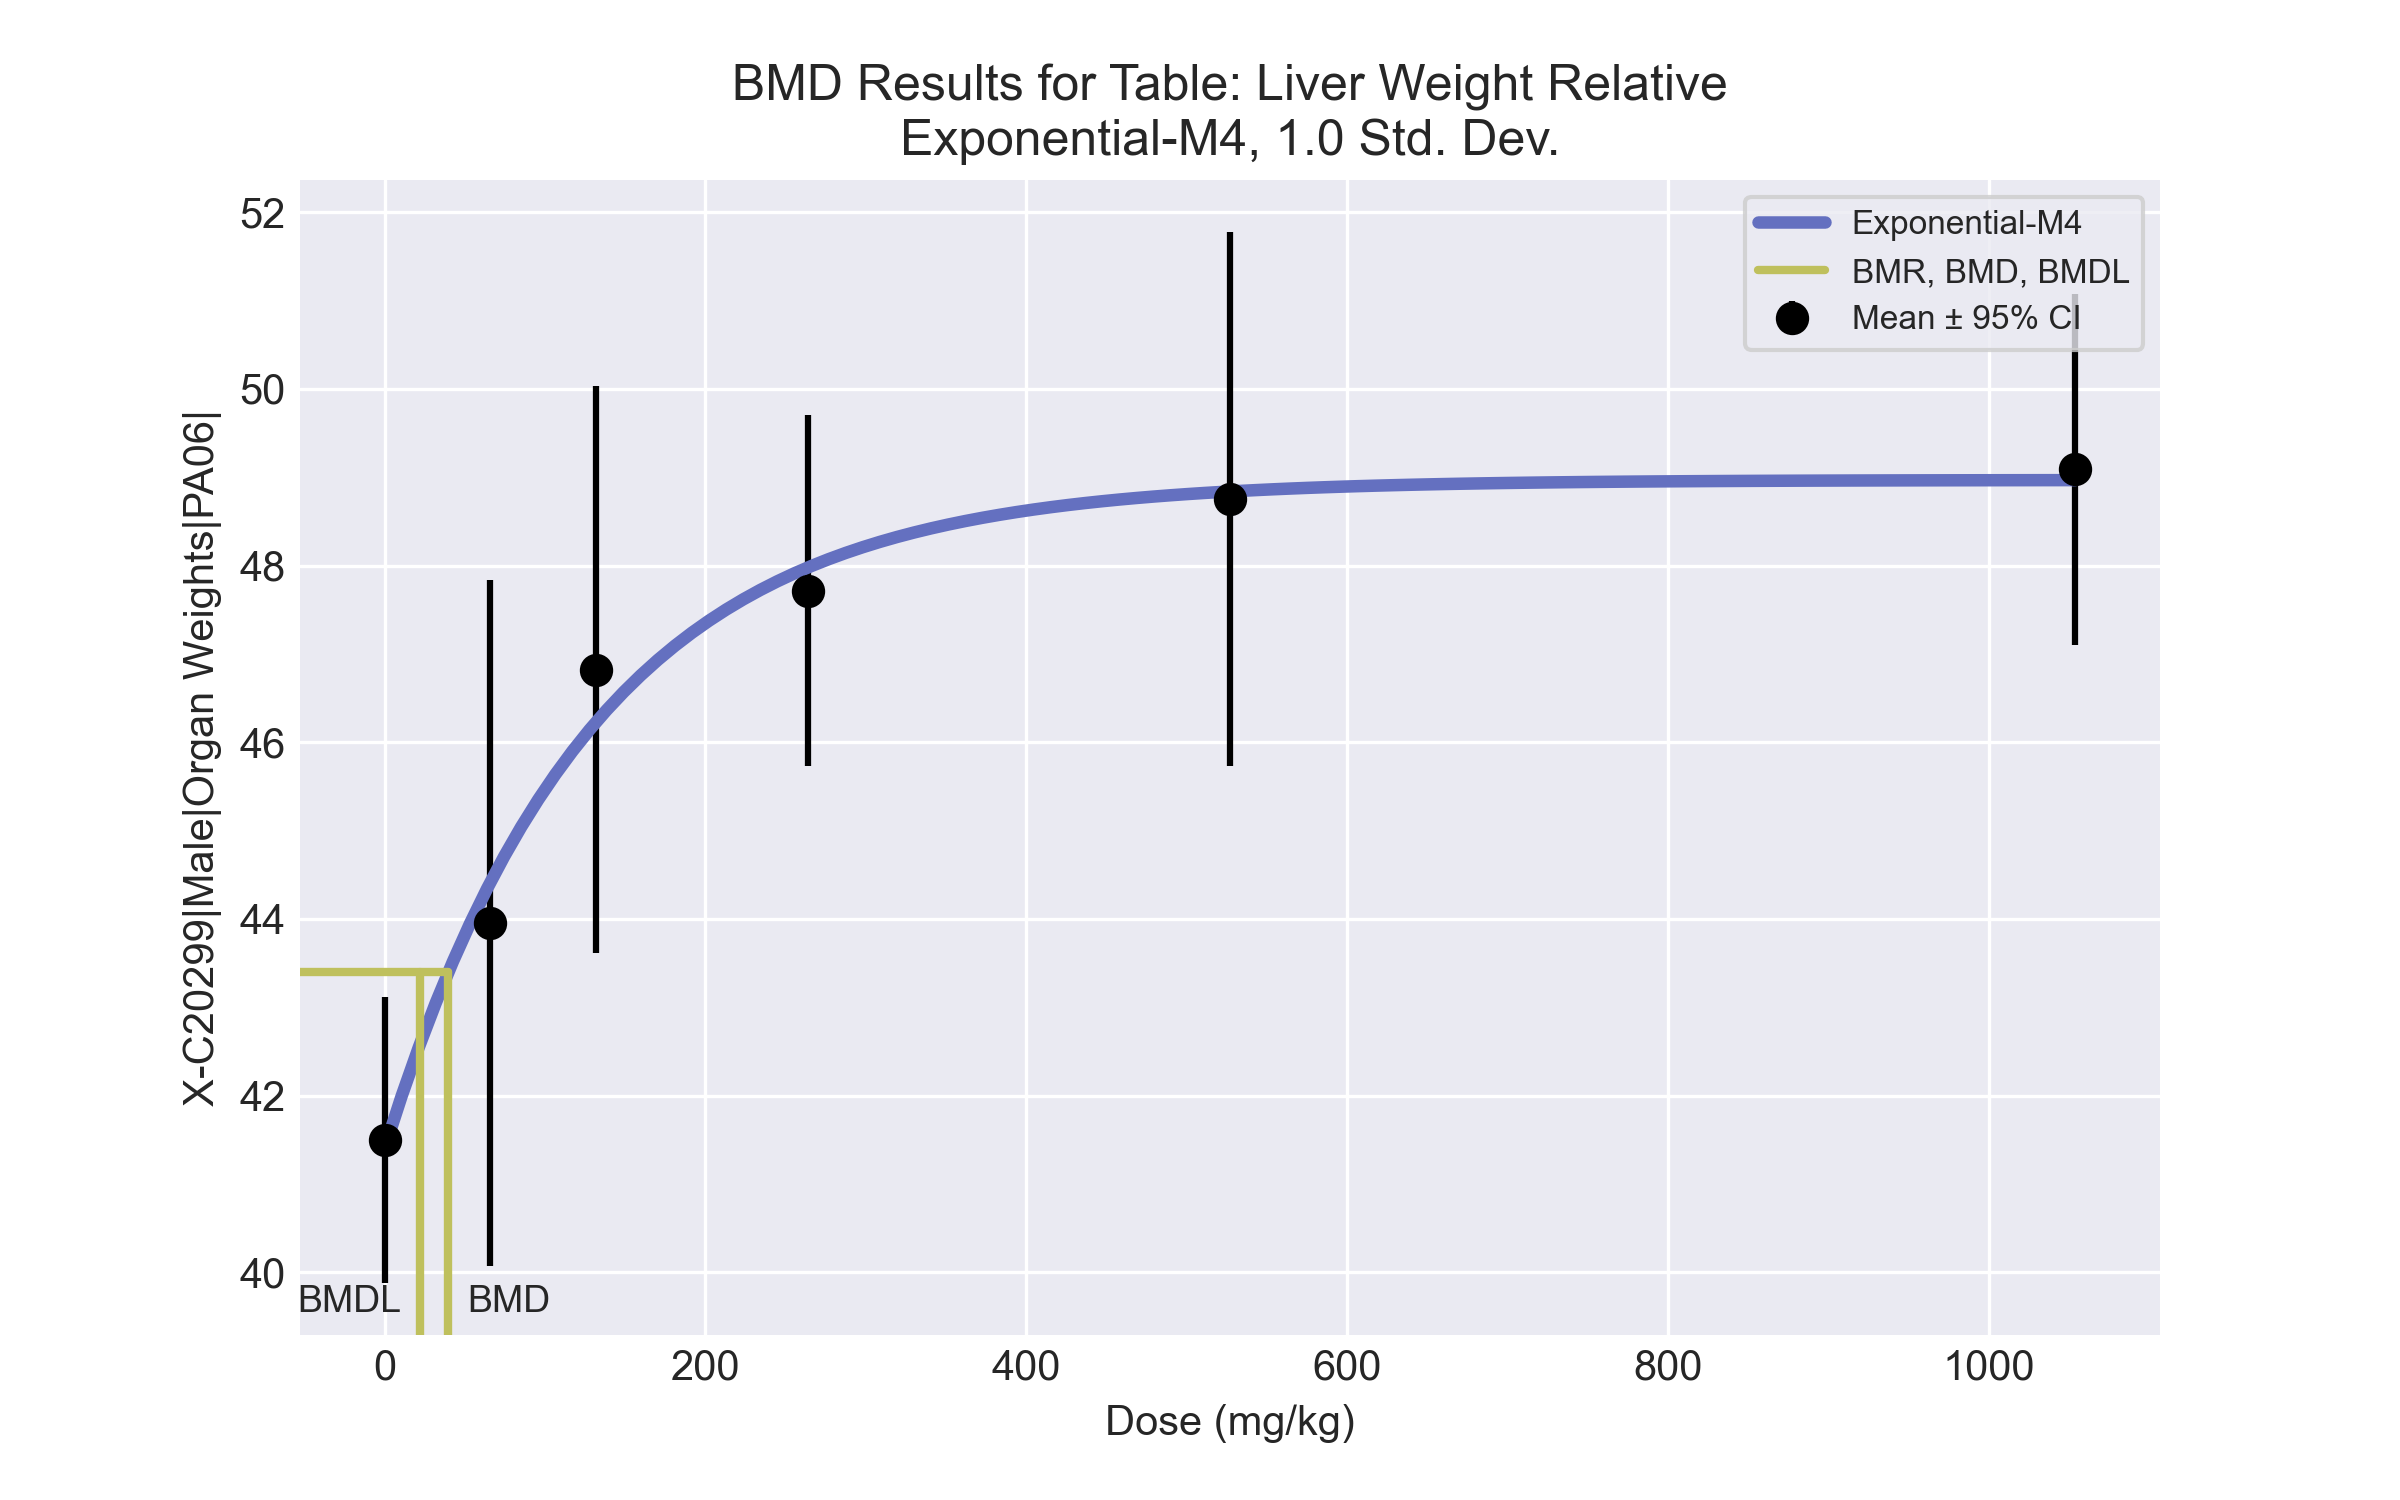 BMD Results for Table: Liver Weight Relative
Exponential-M4, 1.0 Std. Dev.
Exponential-M4
BMR, BMD, BMDL
Mean ± 95% CI
X-C20299|Male|Organ Weights|PA06|
52
50
48
46
44
42
40
BMDL
BMD
0
200
400
600
800
1000
Dose (mg/kg)